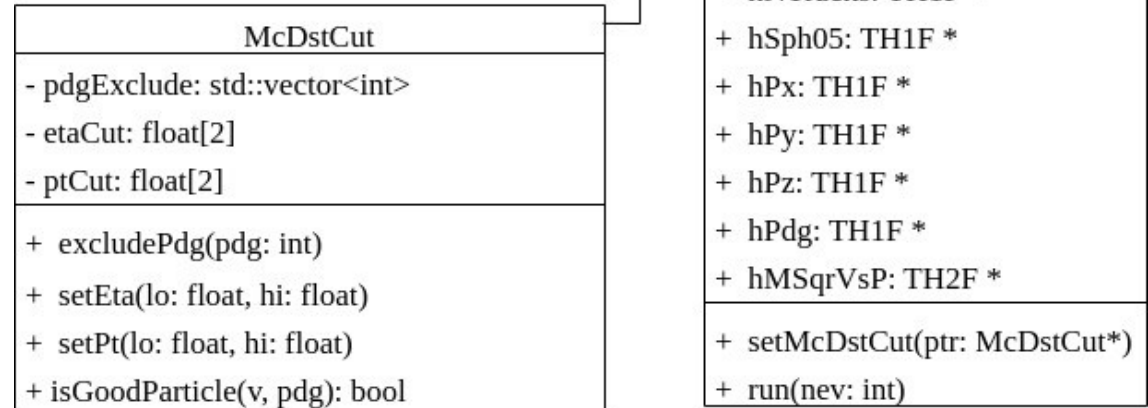 McDstCut
- pdgExclude: std::vector<int>
- etaCut: float[2]
- ptCut: float[2]
+ excludePdg(pdg: int)
+ setEta(lo: float, hi: float)
+ setPt(lo: float, hi: float)
+ isGoodParticle(v, pdg): bool
+ hSph05: TH1F *
+ hPx: TH1F *
+ hPy: TH1F *
+ hPz: TH1F *
+ hPdg: TH1F *
+ hMSqrVsP: TH2F *
+ setMcDstCut(ptr: McDstCut*)
+ run(nev: int)